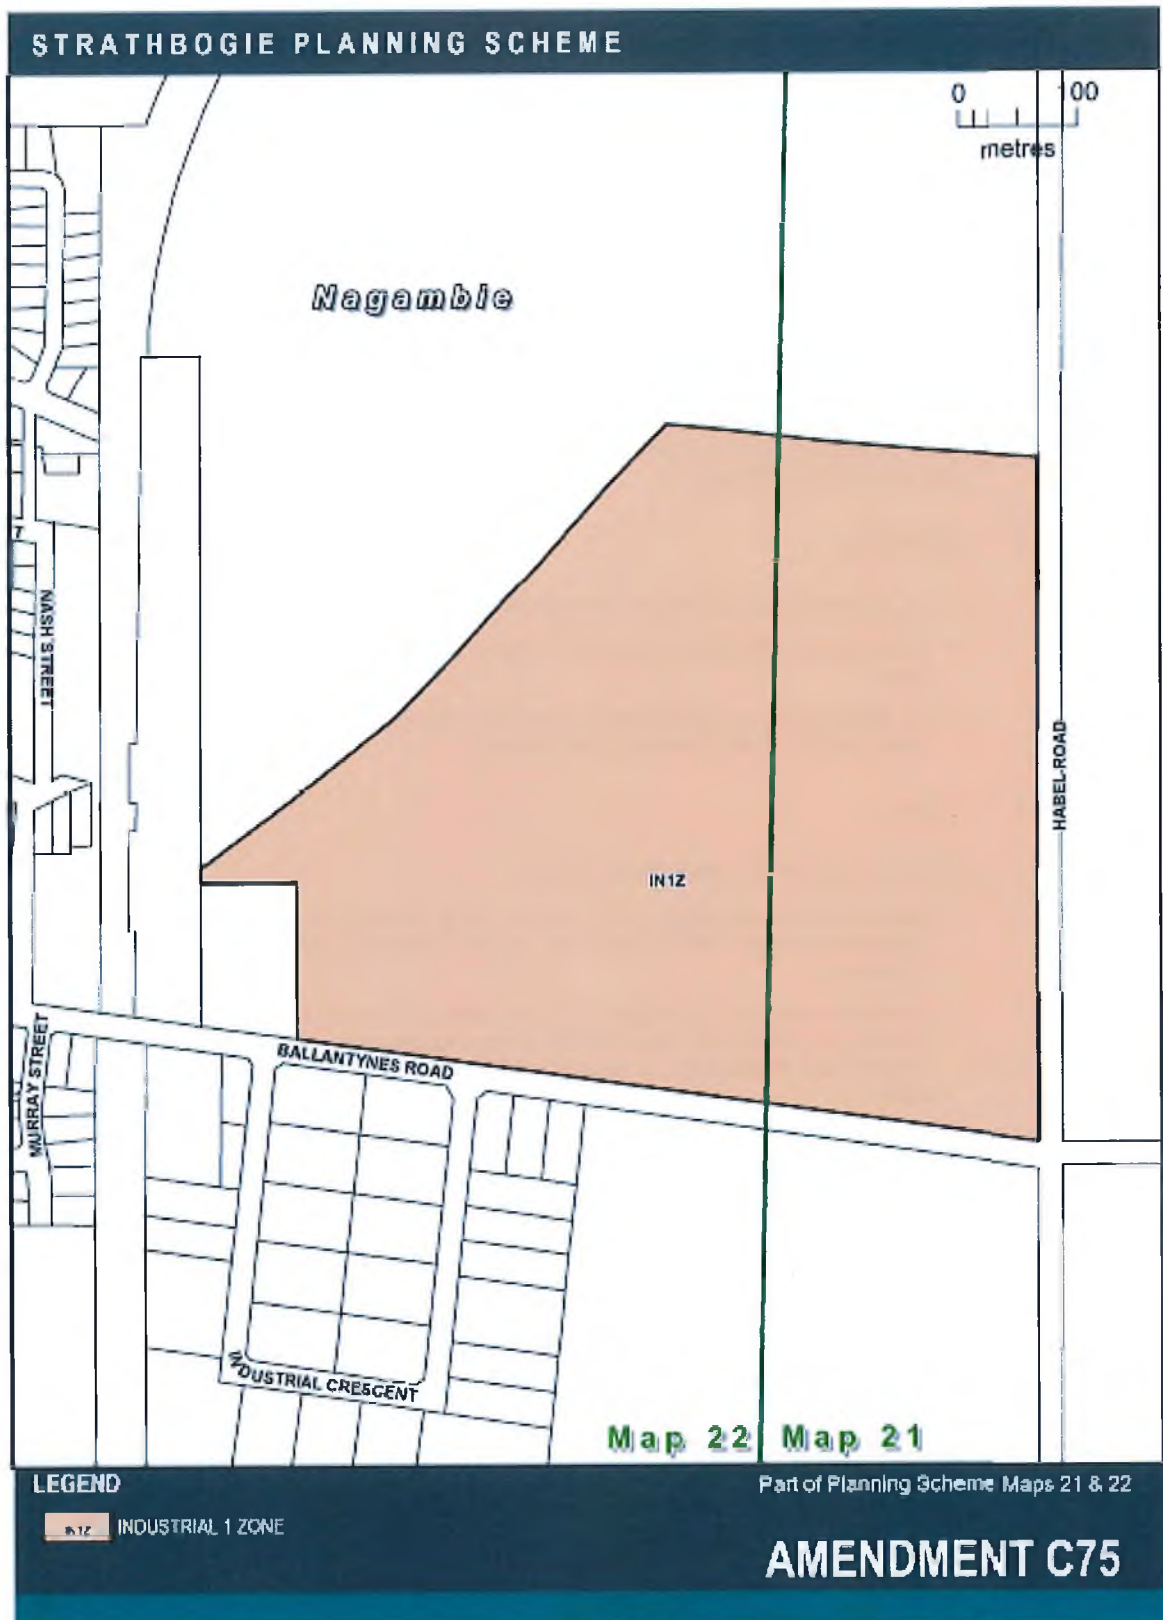 STRATHBOGIE PLANNING SCHEME
0 100
metres
Nagambie
NASH STREET
HABEL ROAD
IN1Z
MURRAY STREET
BALLANTYNES ROAD
INDUSTRIAL CRESCENT
Map 22 Map 21
LEGEND
Part of Planning Scheme Maps 21 & 22
IN1Z INDUSTRIAL 1 ZONE
AMENDMENT C75